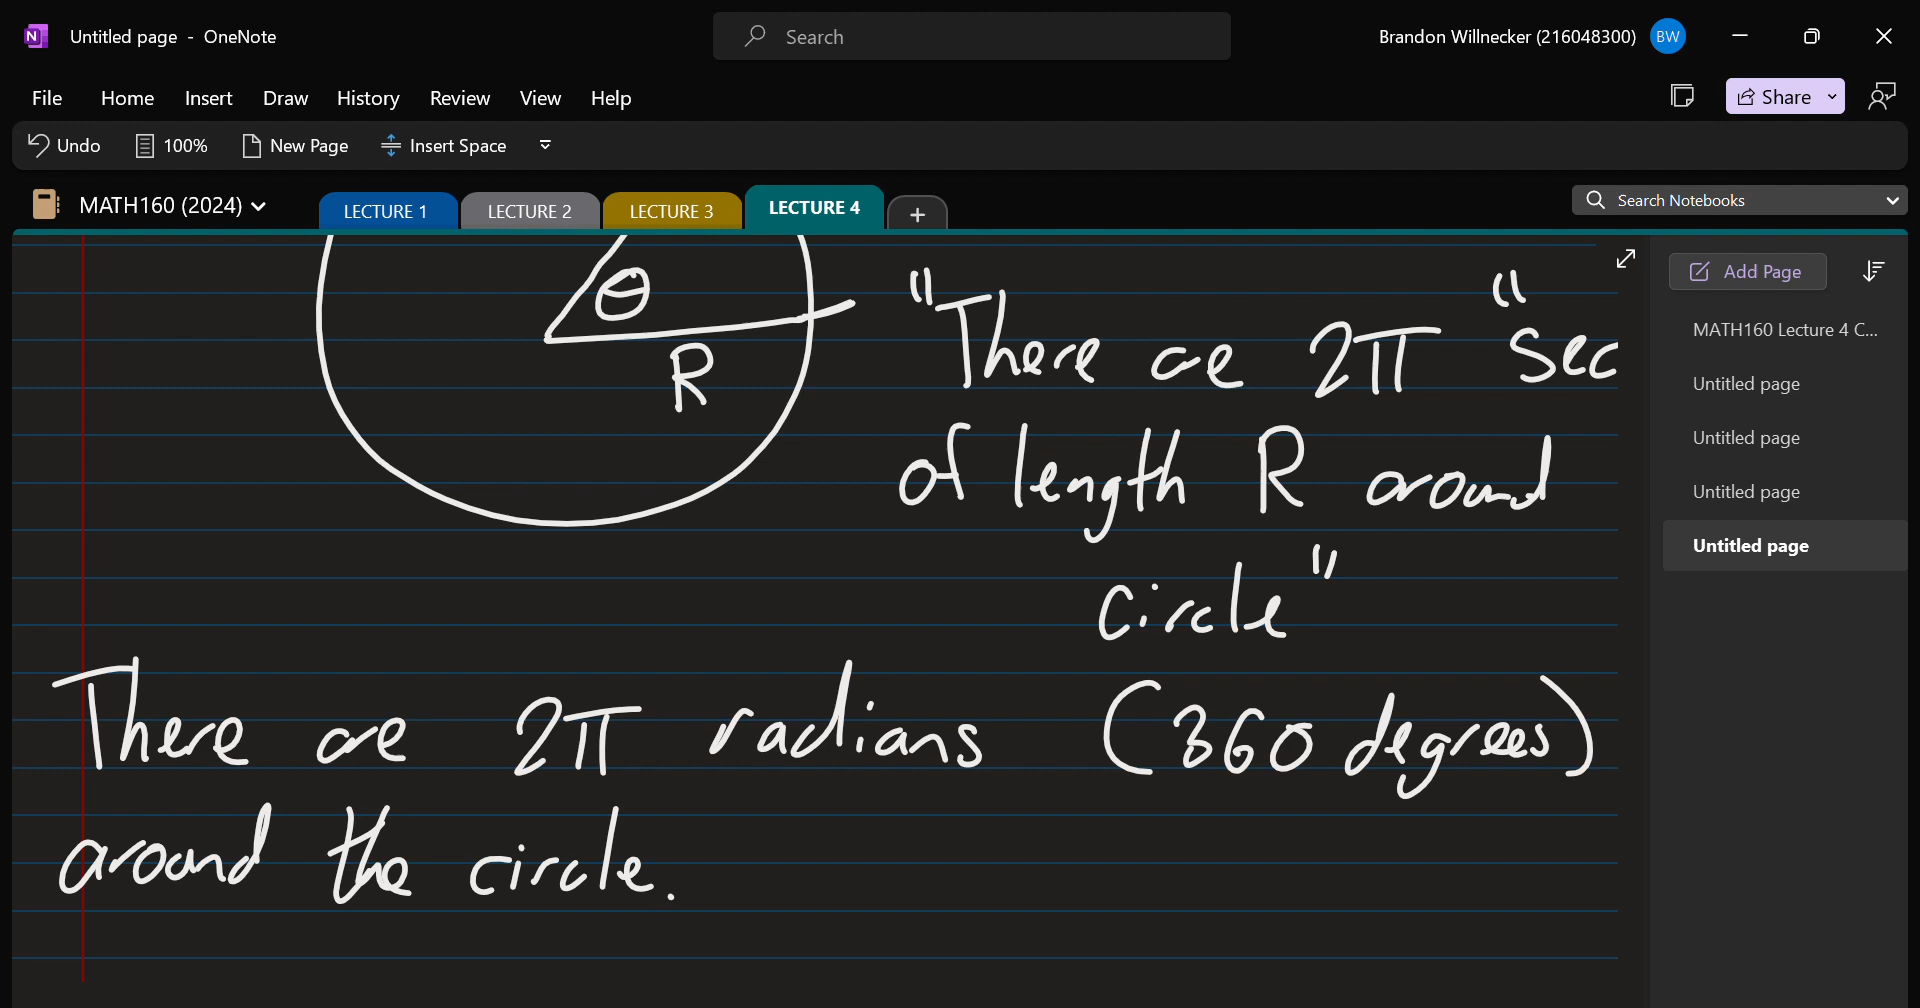 Untitled page - OneNote
Search
Brandon Willnecker (216048300) BW
File Home Insert Draw History Review View Help
Share
Undo 100% New Page Insert Space
MATH160 (2024) LECTURE 1 LECTURE 2 LECTURE 3 LECTURE 4 +
Search Notebooks
Add Page
MATH160 Lecture 4 C...
Untitled page
Untitled page
Untitled page
Untitled page
θ
R
"There are 2π "Sec
of length R around
circle"
There are 2π radians (360 degrees)
around the circle.